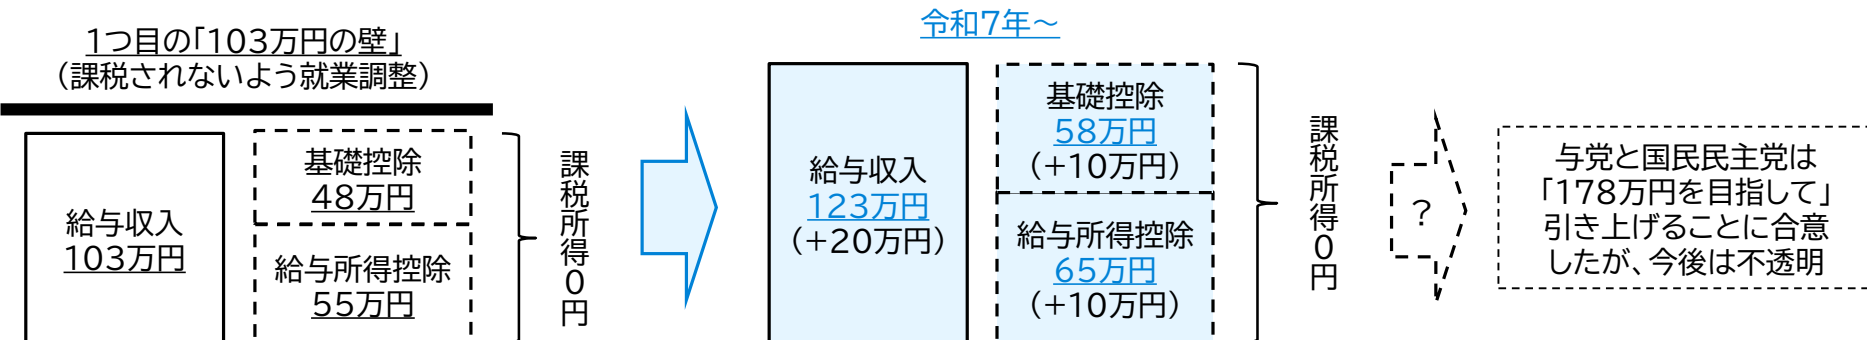 1つ目の「103万円の壁」
（課税されないよう就業調整）
給与収入
103万円
基礎控除
48万円
給与所得控除
55万円
課税所得0円
令和7年～
給与収入
123万円
（+20万円）
基礎控除
58万円
（+10万円）
給与所得控除
65万円
（+10万円）
課税所得0円
？
与党と国民民主党は
「178万円を目指して」
引き上げることに合意
したが、今後は不透明